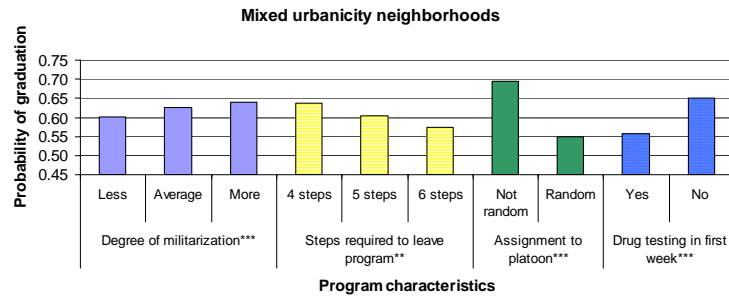 Mixed urbanicity neighborhoods
Probability of graduation
0.75
0.70
0.65
0.60
0.55
0.50
0.45
Less Average More 4 steps 5 steps 6 steps Not random Random Yes No
Degree of militarization*** Steps required to leave program** Assignment to platoon*** Drug testing in first week***
Program characteristics